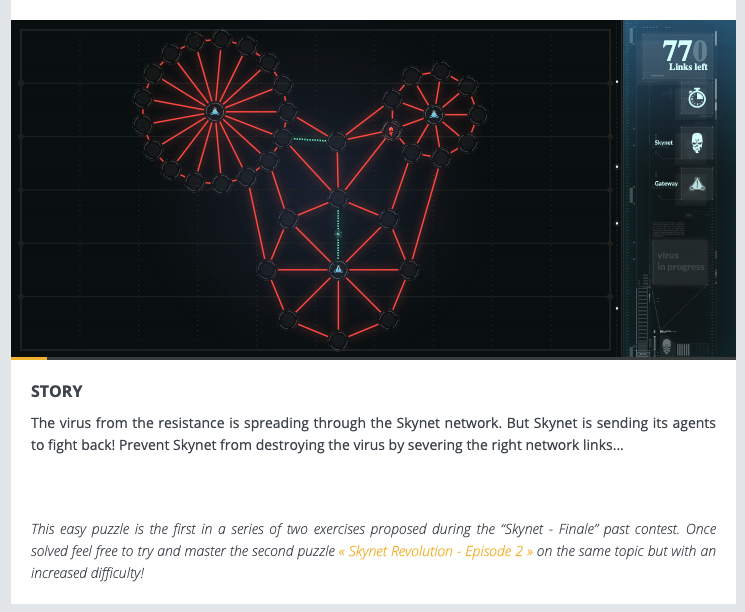 770
Links left
Skynet
Gateway
virus
in progress
STORY
The virus from the resistance is spreading through the Skynet network. But Skynet is sending its agents
to fight back! Prevent Skynet from destroying the virus by severing the right network links...
This easy puzzle is the first in a series of two exercises proposed during the “Skynet - Finale” past contest. Once
solved feel free to try and master the second puzzle « Skynet Revolution - Episode 2 » on the same topic but with an
increased difficulty!